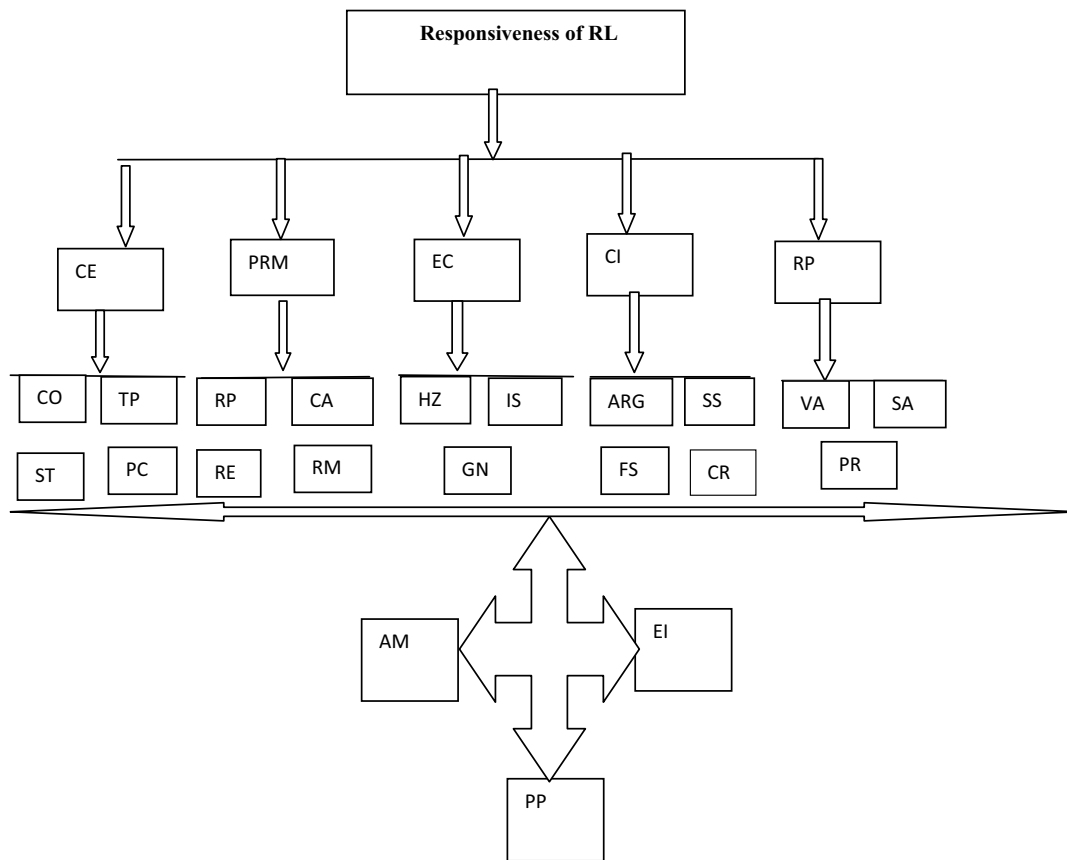 Responsiveness of RL
CE
PRM
EC
CI
RP
CO
TP
RP
CA
HZ
IS
ARG
SS
VA
SA
ST
PC
RE
RM
GN
FS
CR
PR
AM
EI
PP